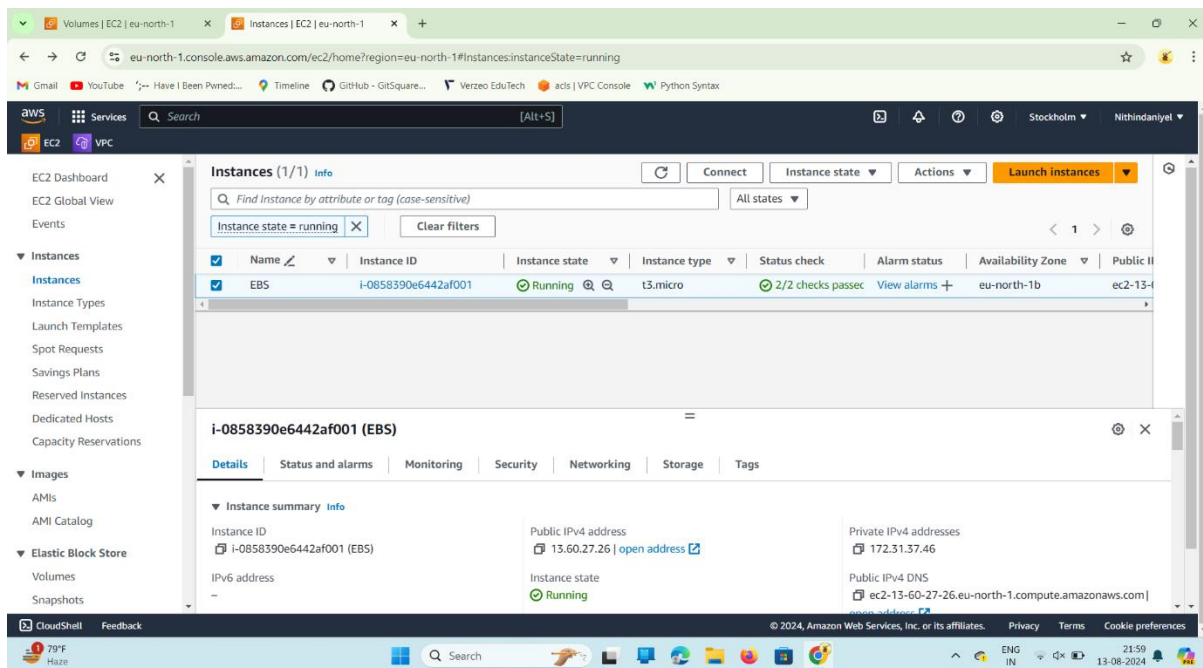 Volumes | EC2 | eu-north-1
Instances | EC2 | eu-north-1
eu-north-1.console.aws.amazon.com/ec2/home?region=eu-north-1#Instances:instanceState=running
Gmail YouTube ';-- Have I Been Pwned:... Timeline GitHub - GitSquare... Verzeo EduTech acls | VPC Console Python Syntax
aws Services Search [Alt+S] Stockholm Nithindaniyel
EC2 VPC
EC2 Dashboard
EC2 Global View
Events
Instances
Instances
Instance Types
Launch Templates
Spot Requests
Savings Plans
Reserved Instances
Dedicated Hosts
Capacity Reservations
Images
AMIs
AMI Catalog
Elastic Block Store
Volumes
Snapshots
Instances (1/1) Info Connect Instance state Actions Launch instances
Find Instance by attribute or tag (case-sensitive) All states
Instance state = running Clear filters 1
Name Instance ID Instance state Instance type Status check Alarm status Availability Zone Public
EBS i-0858390e6442af001 Running t3.micro 2/2 checks passec View alarms + eu-north-1b ec2-13-
i-0858390e6442af001 (EBS)
Details Status and alarms Monitoring Security Networking Storage Tags
Instance summary Info
Instance ID Public IPv4 address Private IPv4 addresses
i-0858390e6442af001 (EBS) 13.60.27.26 | open address 172.31.37.46
IPv6 address Instance state Public IPv4 DNS
– Running ec2-13-60-27-26.eu-north-1.compute.amazonaws.com |
open address
CloudShell Feedback © 2024, Amazon Web Services, Inc. or its affiliates. Privacy Terms Cookie preferences
1 79°F Search ENG 21:59
Haze IN 13-08-2024